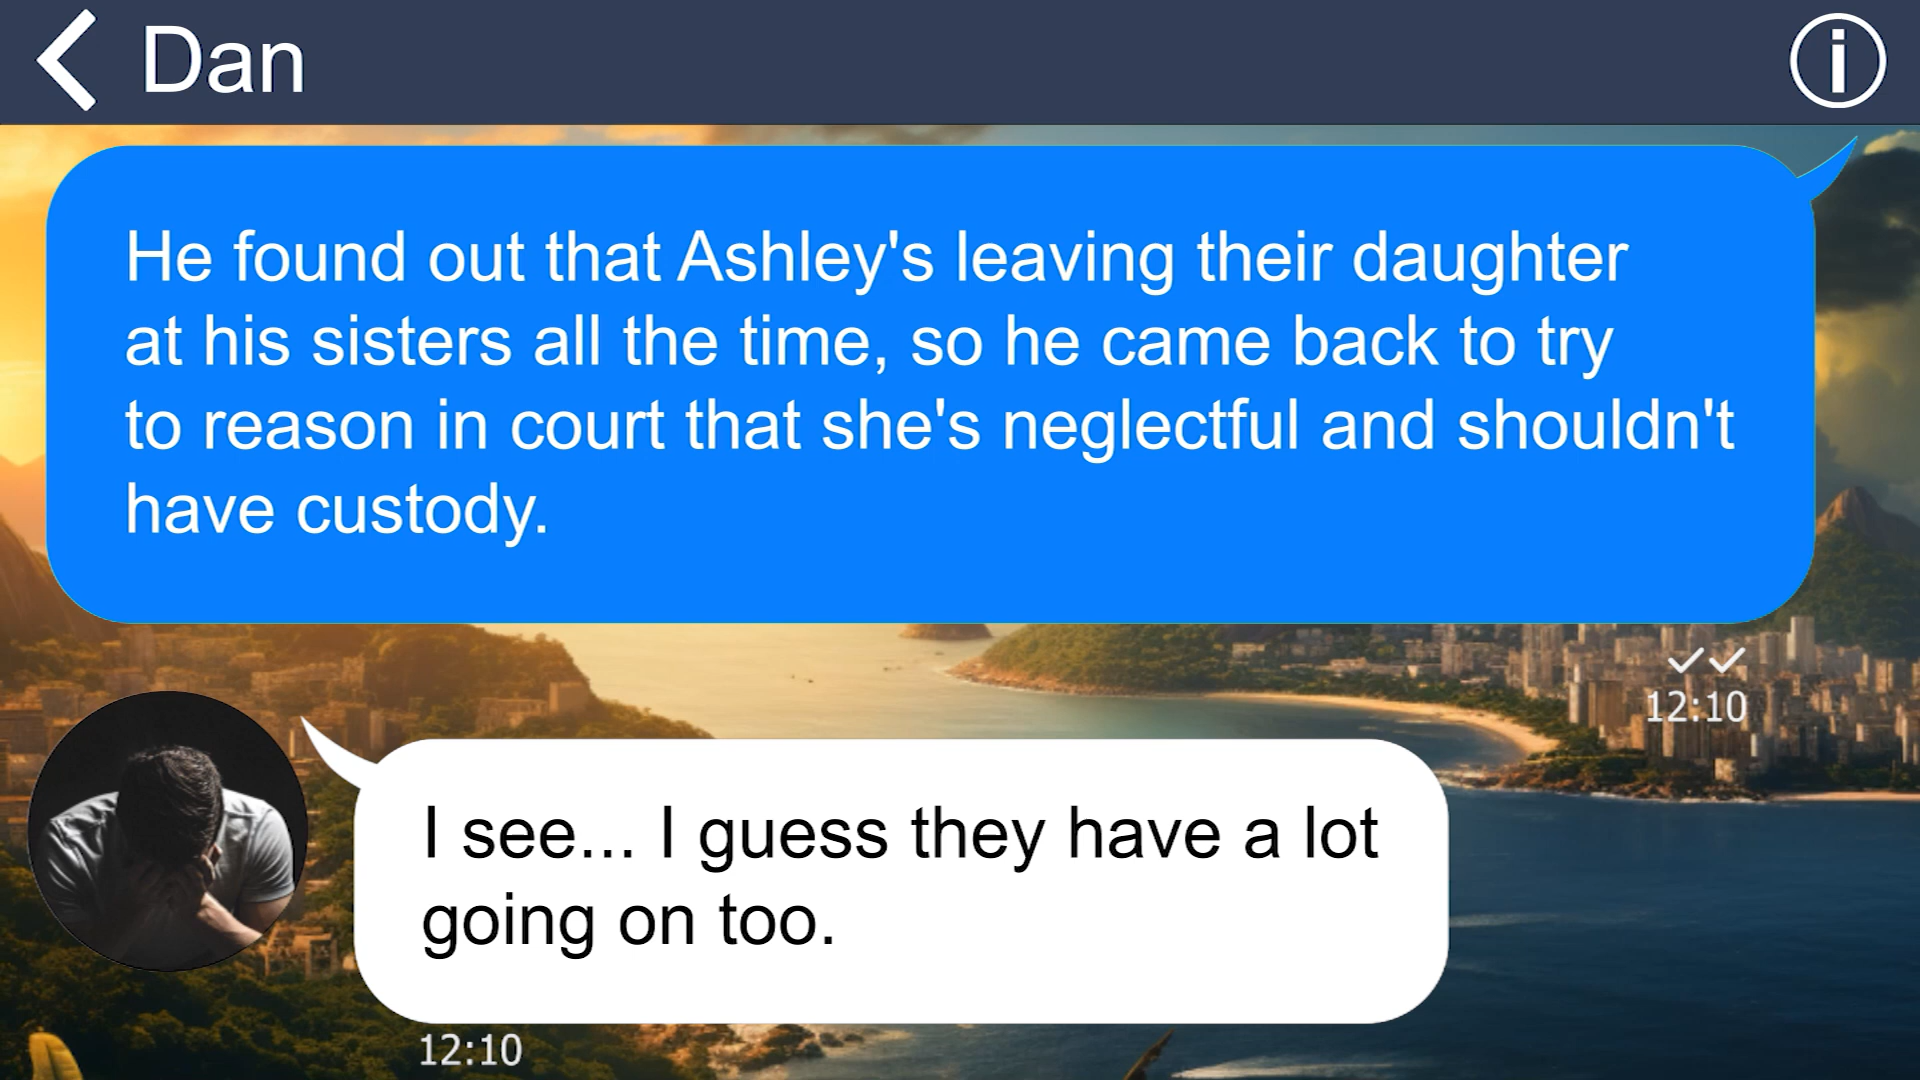 Dan
He found out that Ashley's leaving their daughter
at his sisters all the time, so he came back to try
to reason in court that she's neglectful and shouldn't
have custody.
12:10
I see... I guess they have a lot
going on too.
12:10